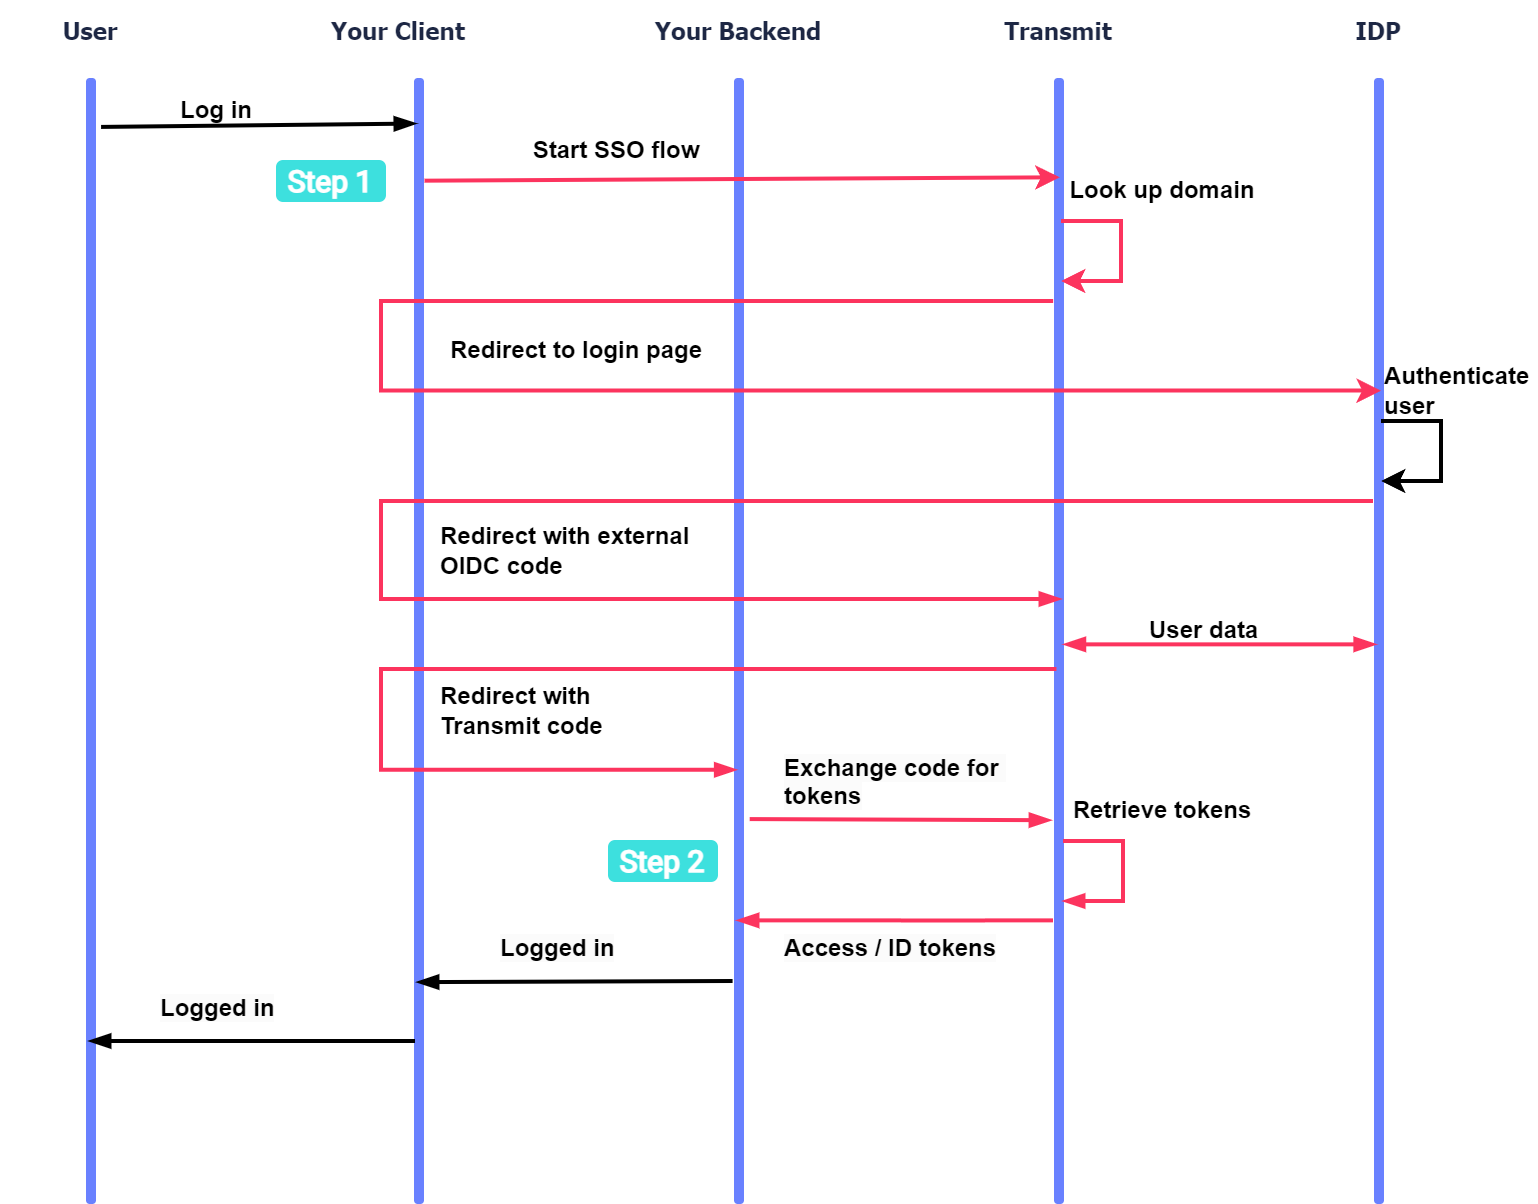 User
Your Client
Your Backend
Transmit
IDP
Log in
Start SSO flow
Step 1
Look up domain
Redirect to login page
Authenticate
user
Redirect with external
OIDC code
User data
Redirect with
Transmit code
Exchange code for
tokens
Retrieve tokens
Step 2
Logged in
Access / ID tokens
Logged in